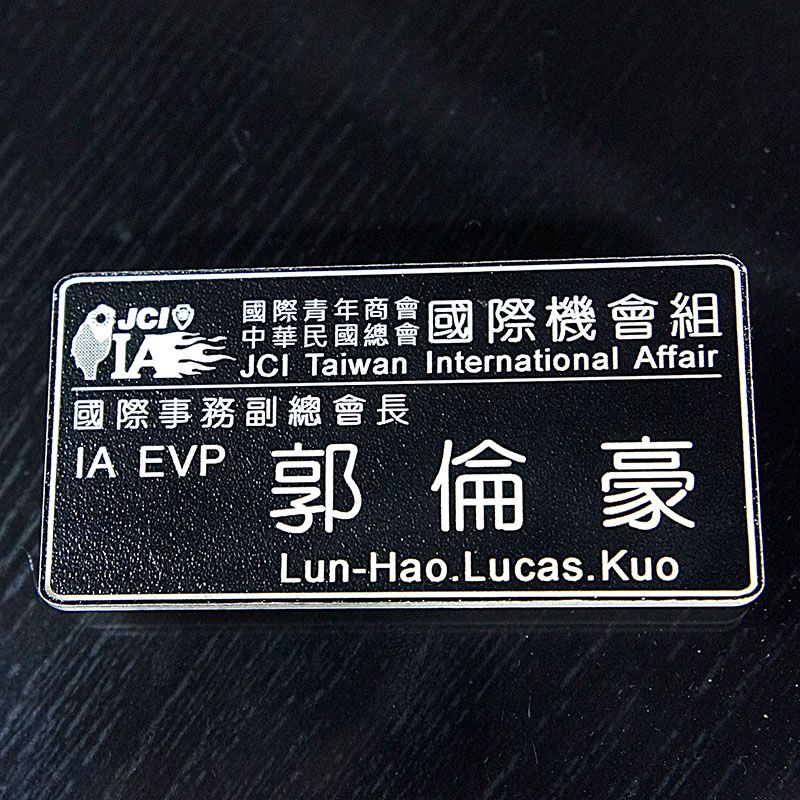 JCI
IA
國際青年商會
中華民國總會
國際機會組
JCI Taiwan International Affair
國際事務副總會長
IA EVP
郭倫豪
Lun-Hao.Lucas.Kuo